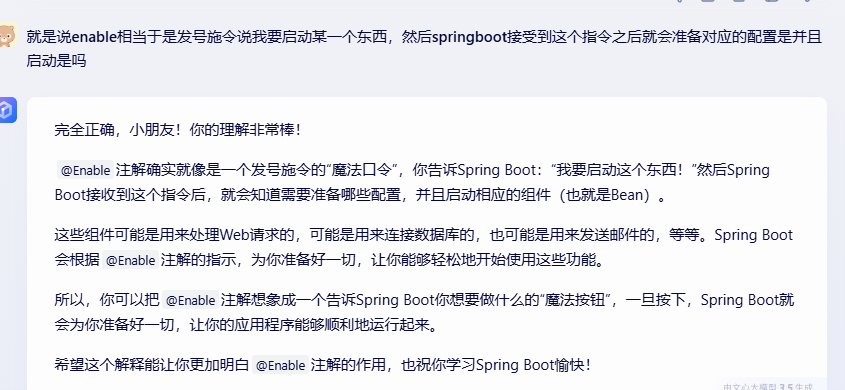 就是说enable相当于是发号施令说我要启动某一个东西，然后springboot接受到这个指令之后就会准备对应的配置是并且
启动是吗
完全正确，小朋友！你的理解非常棒！
@Enable 注解确实就像是一个发号施令的“魔法口令”，你告诉Spring Boot：“我要启动这个东西！”然后Spring
Boot接收到这个指令后，就会知道需要准备哪些配置，并且启动相应的组件（也就是Bean）。
这些组件可能是用来处理Web请求的，可能是用来连接数据库的，也可能是用来发送邮件的，等等。Spring Boot
会根据 @Enable 注解的指示，为你准备好一切，让你能够轻松地开始使用这些功能。
所以，你可以把 @Enable 注解想象成一个告诉Spring Boot你想要做什么的“魔法按钮”，一旦按下，Spring Boot就
会为你准备好一切，让你的应用程序能够顺利地运行起来。
希望这个解释能让你更加明白 @Enable 注解的作用，也祝你学习Spring Boot愉快！
由文心大模型 3.5 生成